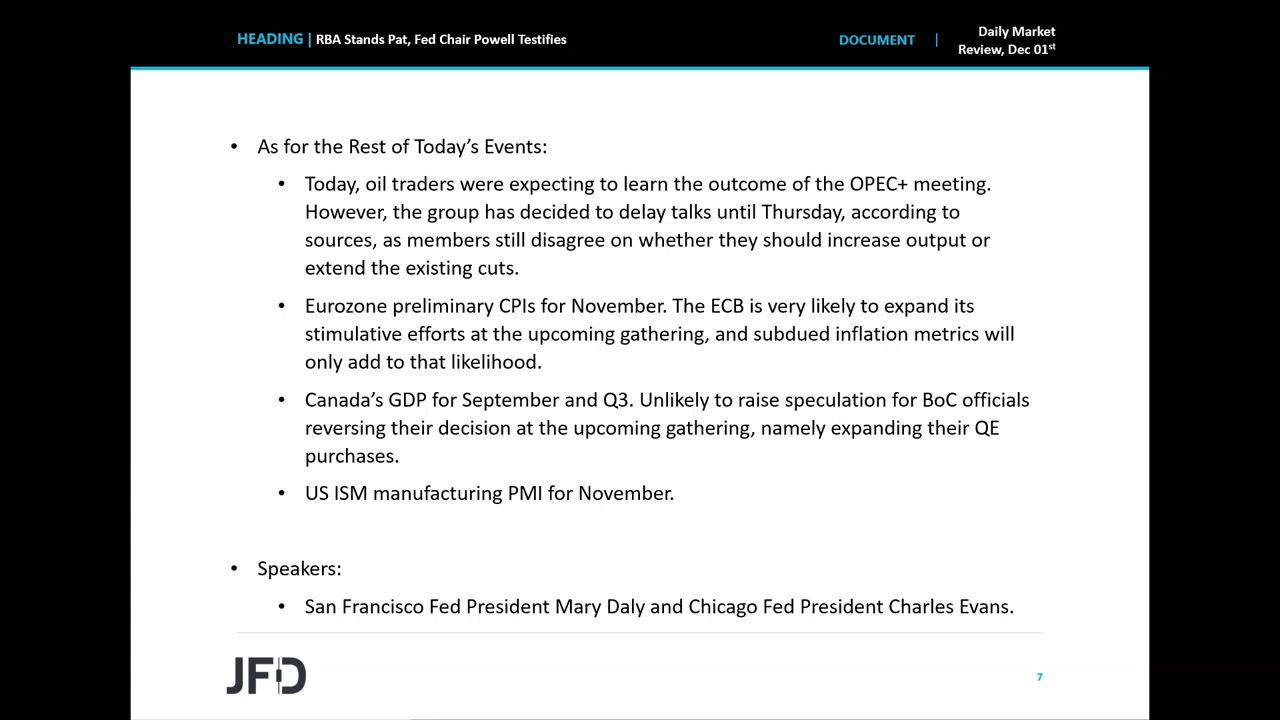 HEADING | RBA Stands Pat, Fed Chair Powell Testifies
DOCUMENT | Daily Market
Review, Dec 01st
• As for the Rest of Today’s Events:
• Today, oil traders were expecting to learn the outcome of the OPEC+ meeting.
However, the group has decided to delay talks until Thursday, according to
sources, as members still disagree on whether they should increase output or
extend the existing cuts.
• Eurozone preliminary CPIs for November. The ECB is very likely to expand its
stimulative efforts at the upcoming gathering, and subdued inflation metrics will
only add to that likelihood.
• Canada’s GDP for September and Q3. Unlikely to raise speculation for BoC officials
reversing their decision at the upcoming gathering, namely expanding their QE
purchases.
• US ISM manufacturing PMI for November.
• Speakers:
• San Francisco Fed President Mary Daly and Chicago Fed President Charles Evans.
JFD
7